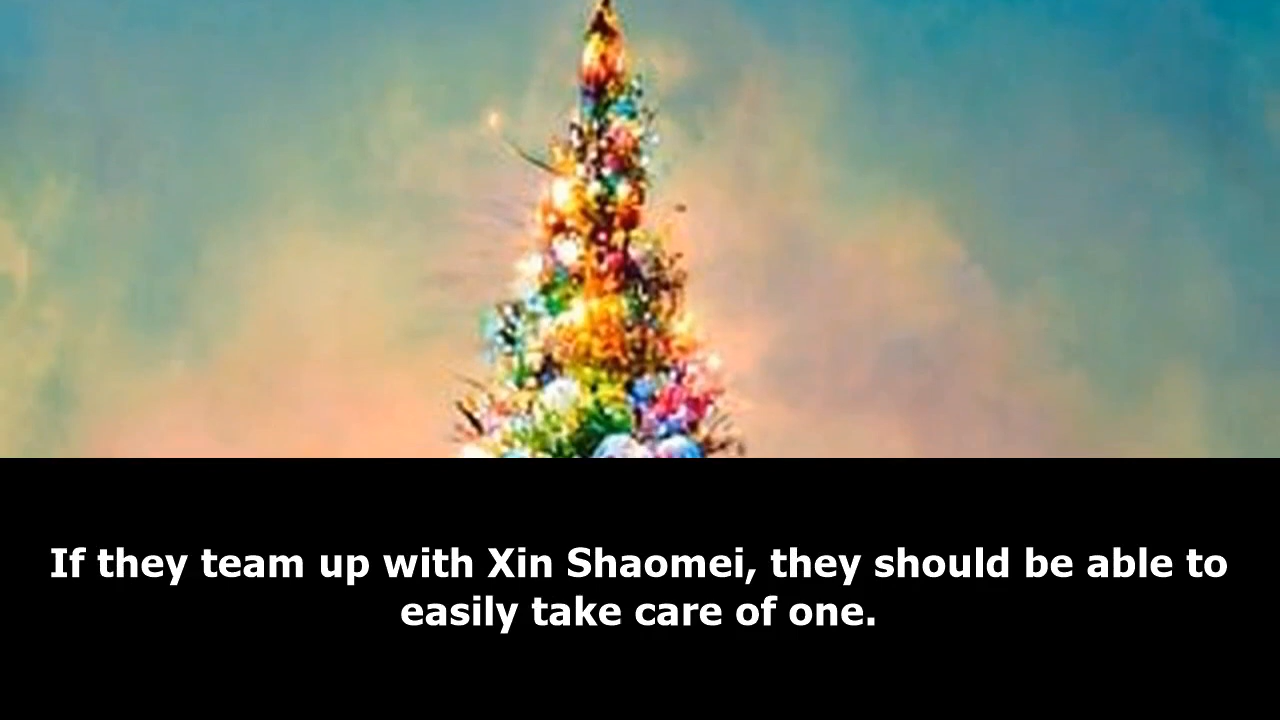 If they team up with Xin Shaomei, they should be able to
easily take care of one.